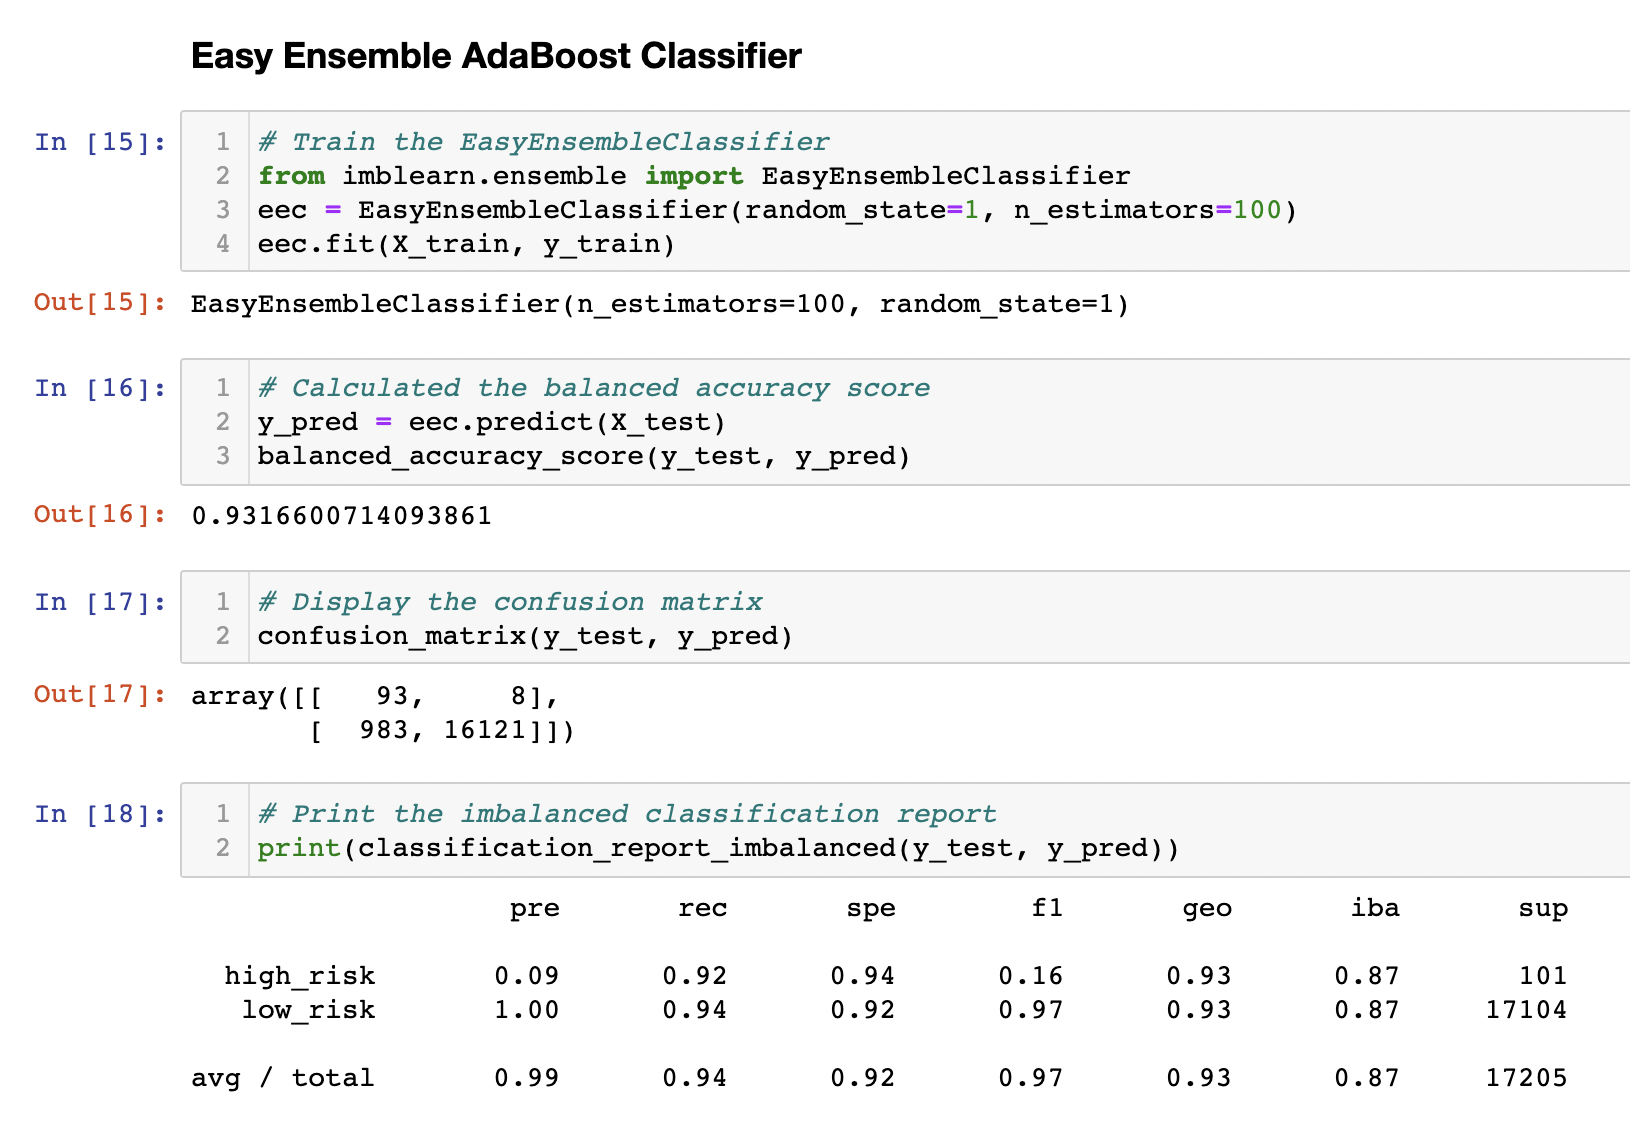 Easy Ensemble AdaBoost Classifier
In [15]:
1 # Train the EasyEnsembleClassifier
2 from imblearn.ensemble import EasyEnsembleClassifier
3 eec = EasyEnsembleClassifier(random_state=1, n_estimators=100)
4 eec.fit(X_train, y_train)
Out[15]: EasyEnsembleClassifier(n_estimators=100, random_state=1)
In [16]:
1 # Calculated the balanced accuracy score
2 y_pred = eec.predict(X_test)
3 balanced_accuracy_score(y_test, y_pred)
Out[16]: 0.9316600714093861
In [17]:
1 # Display the confusion matrix
2 confusion_matrix(y_test, y_pred)
Out[17]: array([[   93,     8],
       [  983, 16121]])
In [18]:
1 # Print the imbalanced classification report
2 print(classification_report_imbalanced(y_test, y_pred))
pre rec spe f1 geo iba sup
high_risk 0.09 0.92 0.94 0.16 0.93 0.87 101
low_risk 1.00 0.94 0.92 0.97 0.93 0.87 17104
avg / total 0.99 0.94 0.92 0.97 0.93 0.87 17205